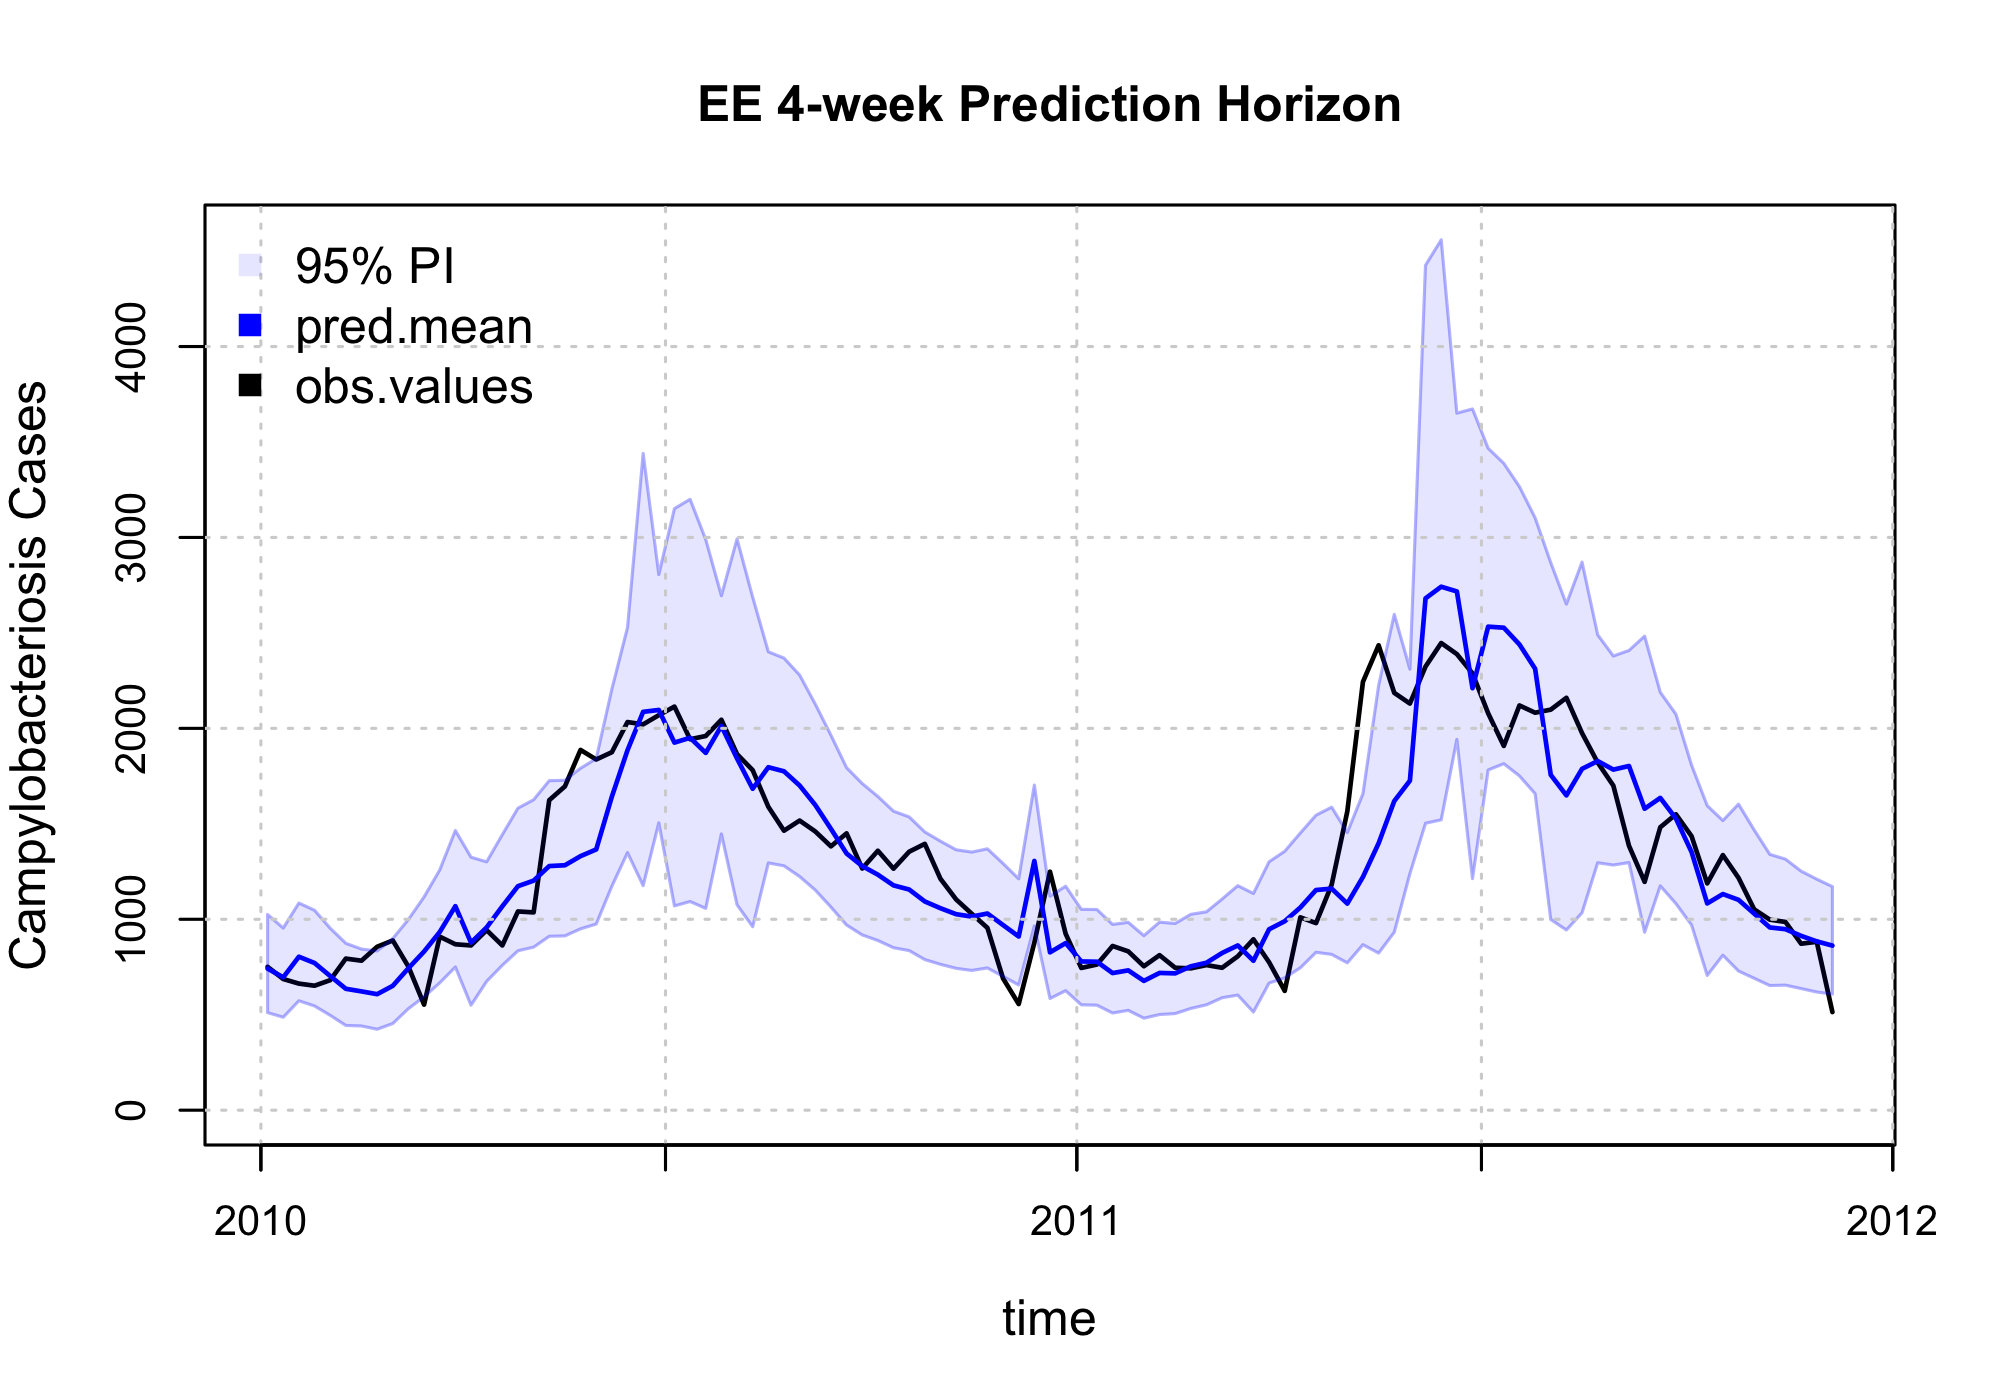 EE 4-week Prediction Horizon
95% PI
pred.mean
obs.values
Campylobacteriosis Cases
4000
3000
2000
1000
0
2010 2011 2012
time